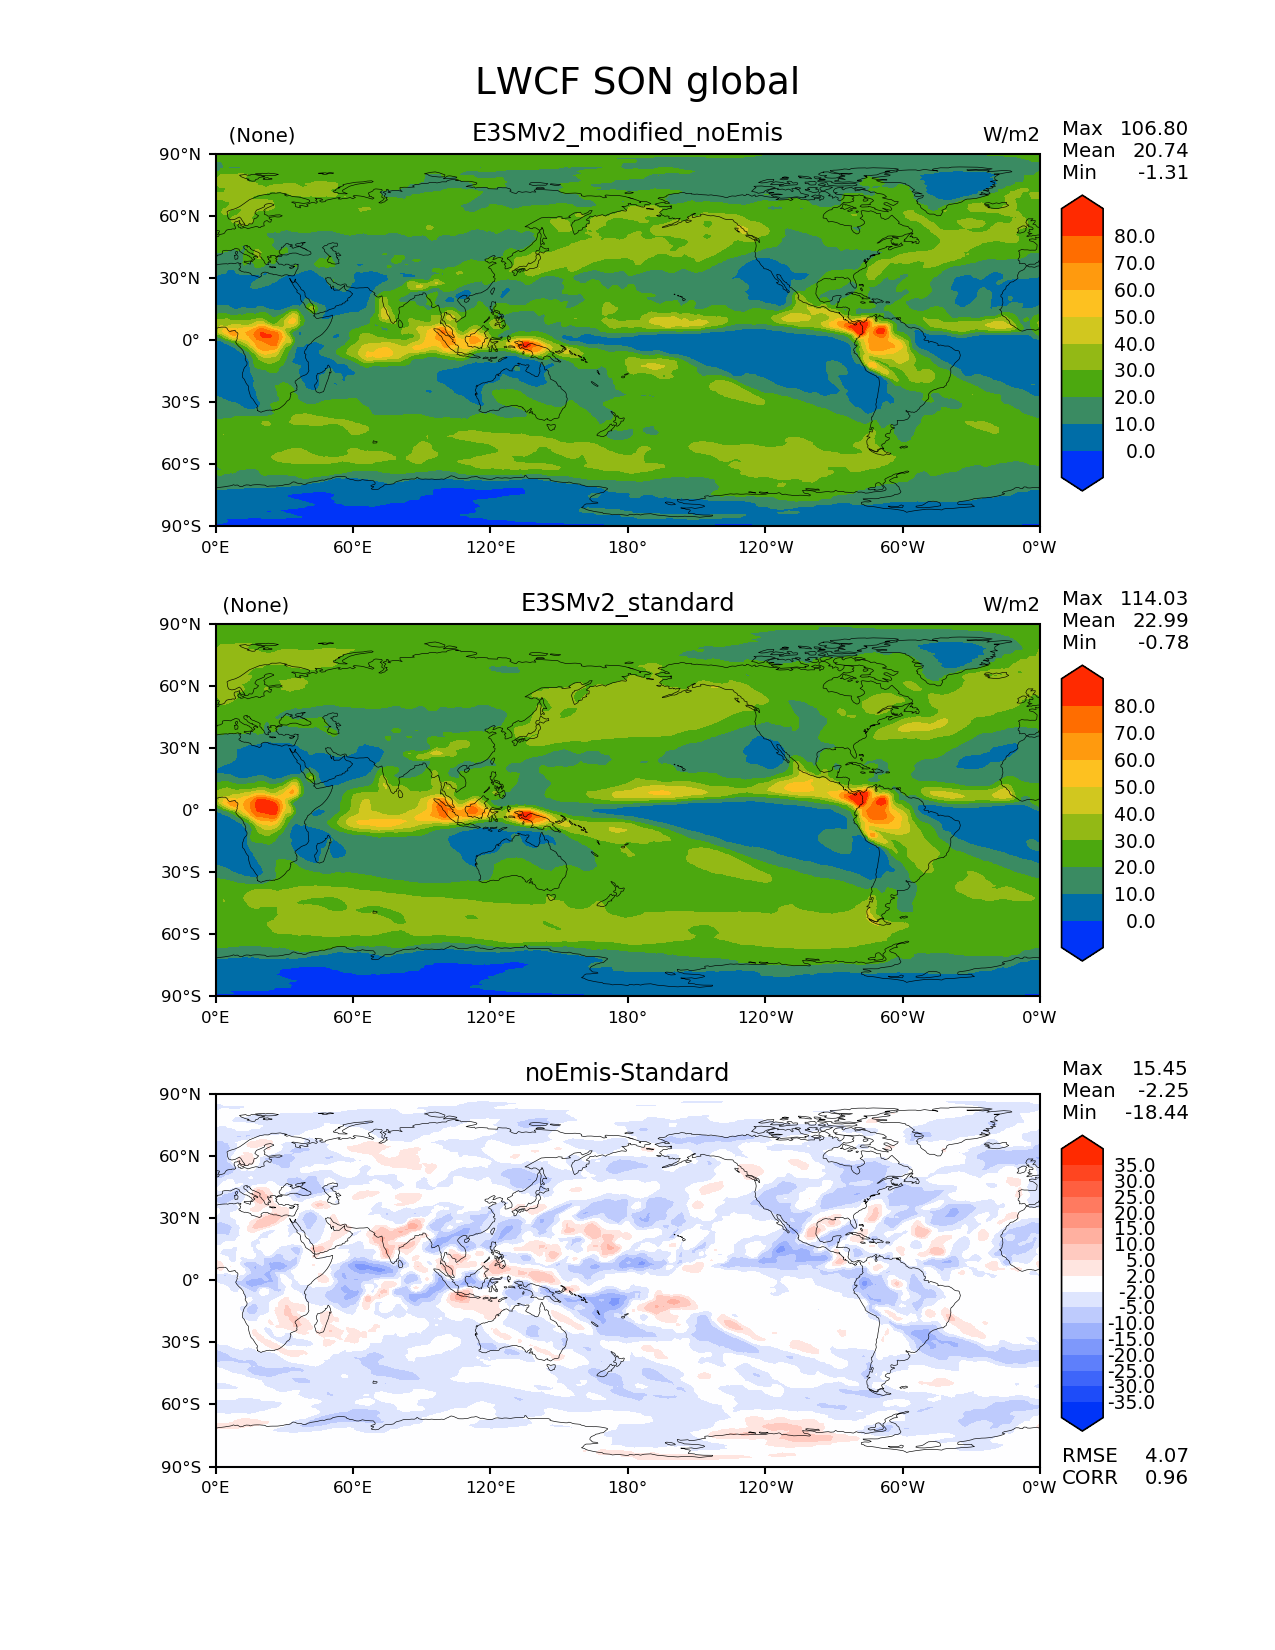 LWCF SON global
(None) E3SMv2_modified_noEmis W/m2
Max 106.80
Mean 20.74
Min -1.31
90°N
60°N
30°N
0°
30°S
60°S
90°S
0°E 60°E 120°E 180° 120°W 60°W 0°W
80.0
70.0
60.0
50.0
40.0
30.0
20.0
10.0
0.0
(None) E3SMv2_standard W/m2
Max 114.03
Mean 22.99
Min -0.78
90°N
60°N
30°N
0°
30°S
60°S
90°S
0°E 60°E 120°E 180° 120°W 60°W 0°W
80.0
70.0
60.0
50.0
40.0
30.0
20.0
10.0
0.0
noEmis-Standard
Max 15.45
Mean -2.25
Min -18.44
90°N
60°N
30°N
0°
30°S
60°S
90°S
0°E 60°E 120°E 180° 120°W 60°W 0°W
35.0
30.0
25.0
20.0
15.0
10.0
5.0
2.0
-2.0
-5.0
-10.0
-15.0
-20.0
-25.0
-30.0
-35.0
RMSE 4.07
CORR 0.96